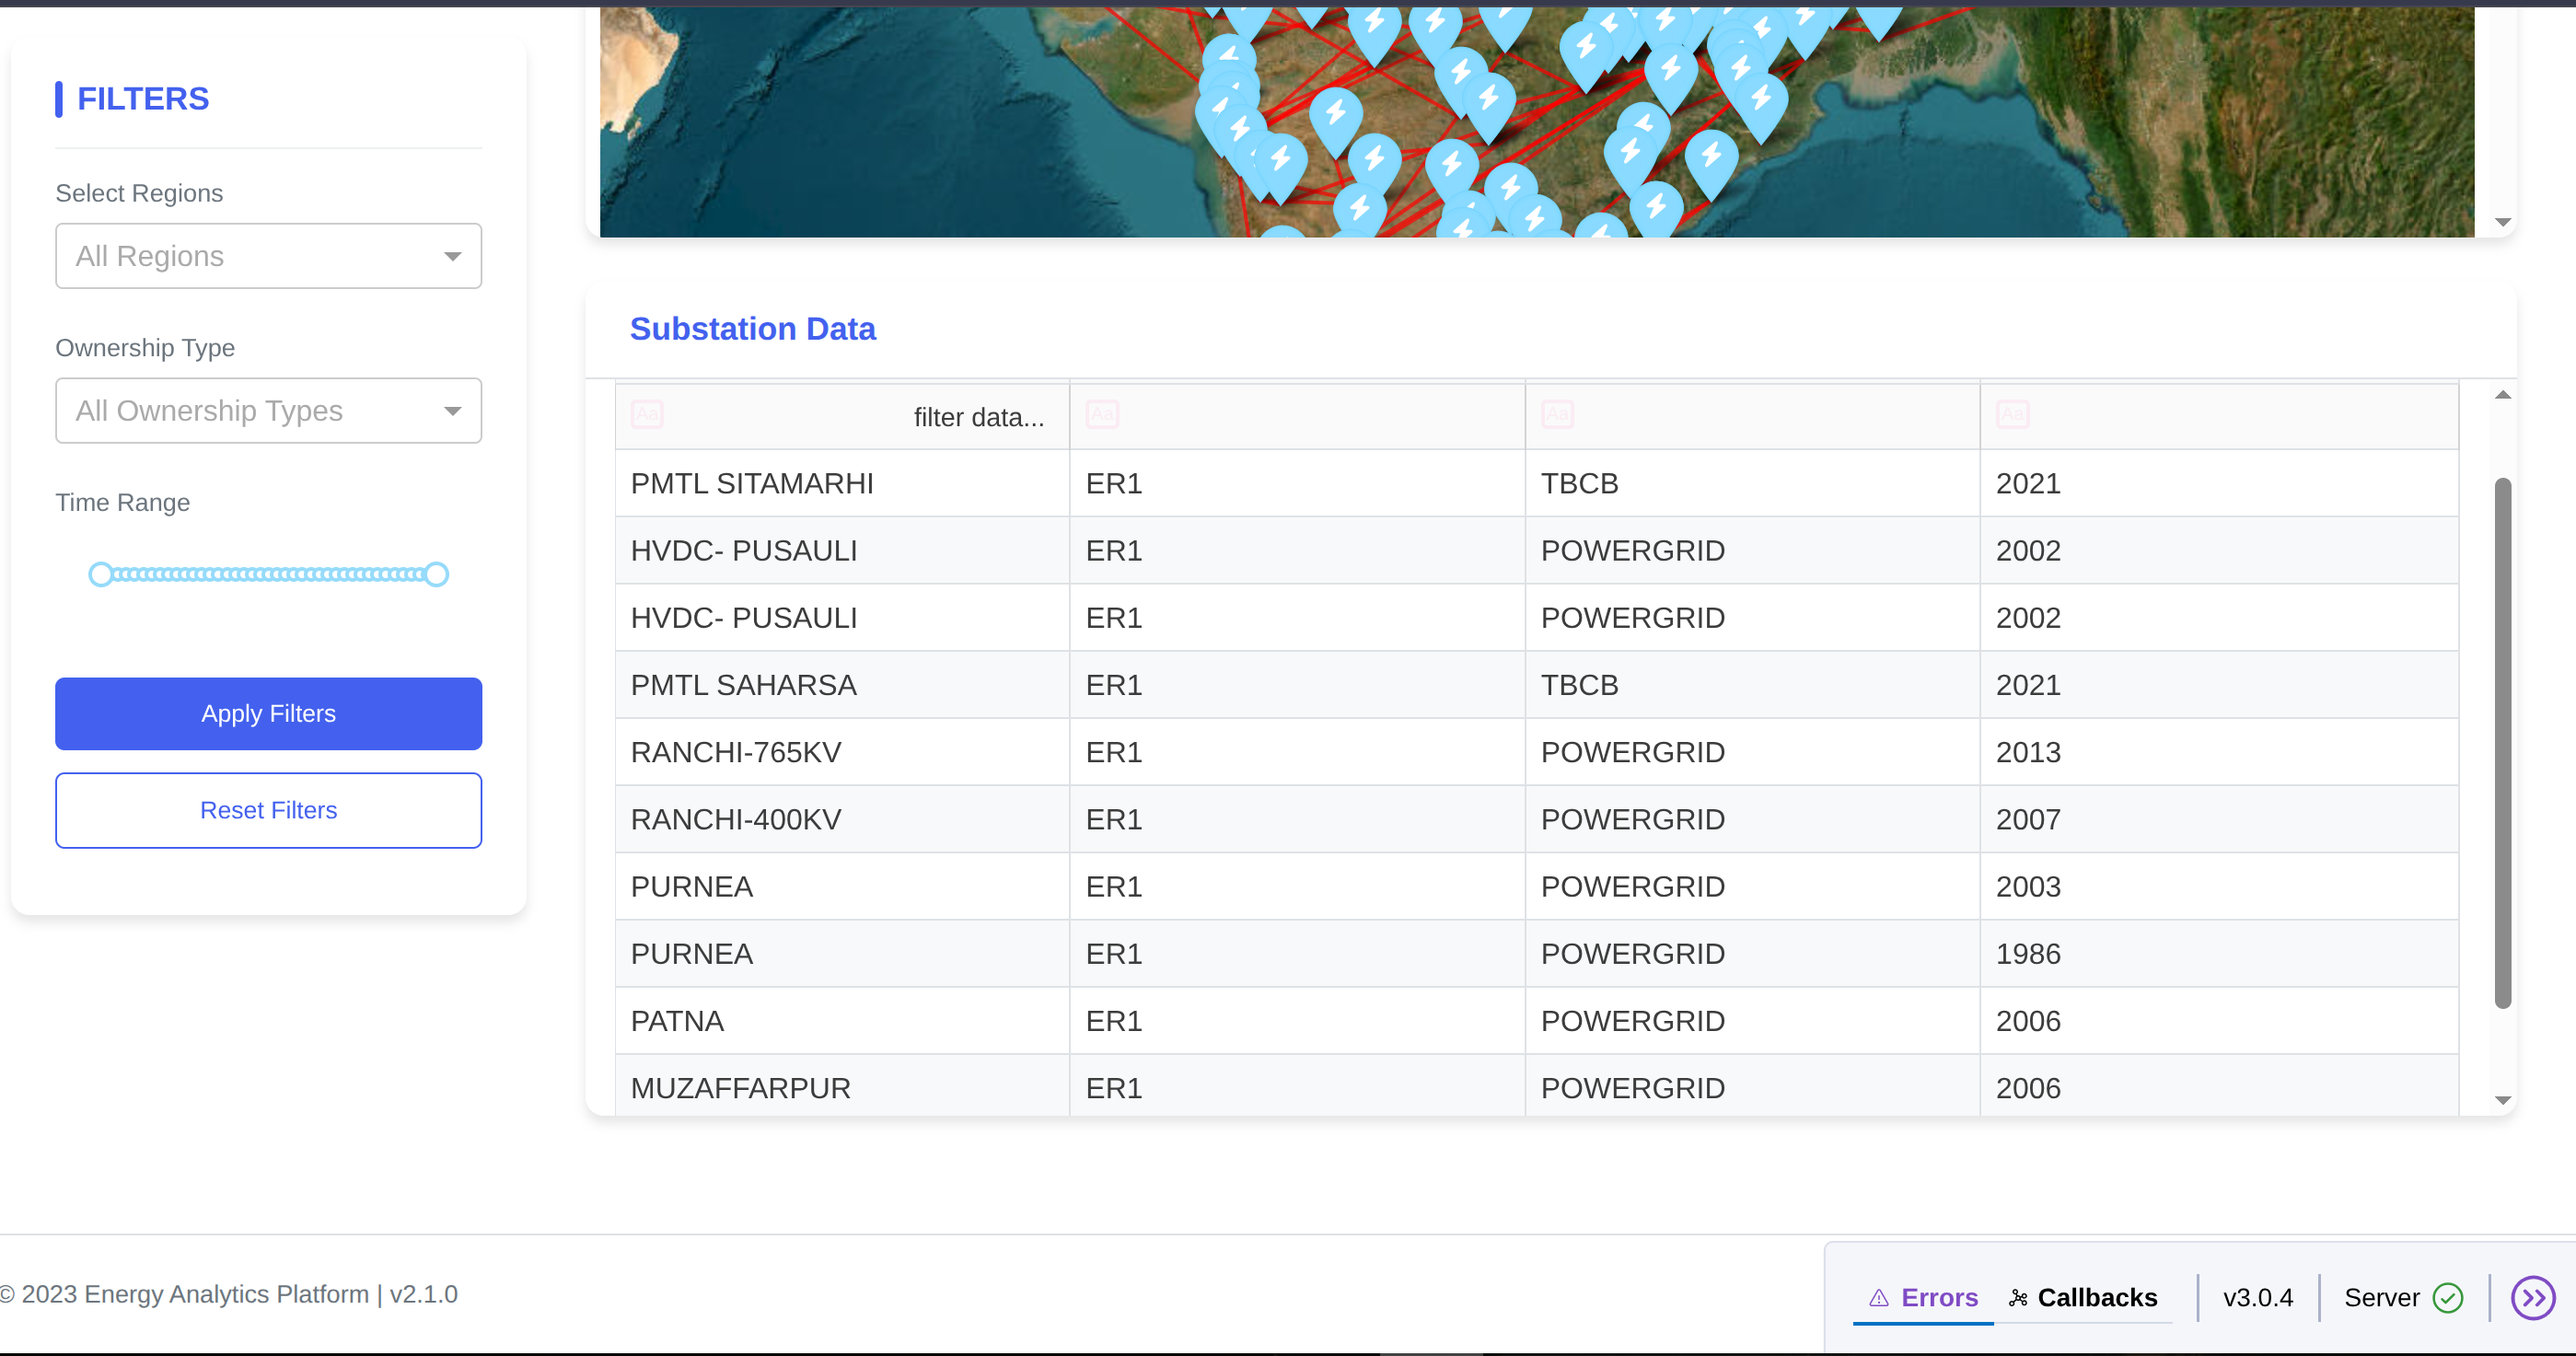 FILTERS
Select Regions
All Regions
Ownership Type
All Ownership Types
Time Range
Apply Filters
Reset Filters
Substation Data
Aa filter data... Aa Aa Aa
PMTL SITAMARHI ER1 TBCB 2021
HVDC- PUSAULI ER1 POWERGRID 2002
HVDC- PUSAULI ER1 POWERGRID 2002
PMTL SAHARSA ER1 TBCB 2021
RANCHI-765KV ER1 POWERGRID 2013
RANCHI-400KV ER1 POWERGRID 2007
PURNEA ER1 POWERGRID 2003
PURNEA ER1 POWERGRID 1986
PATNA ER1 POWERGRID 2006
MUZAFFARPUR ER1 POWERGRID 2006
© 2023 Energy Analytics Platform | v2.1.0
Errors Callbacks v3.0.4 Server